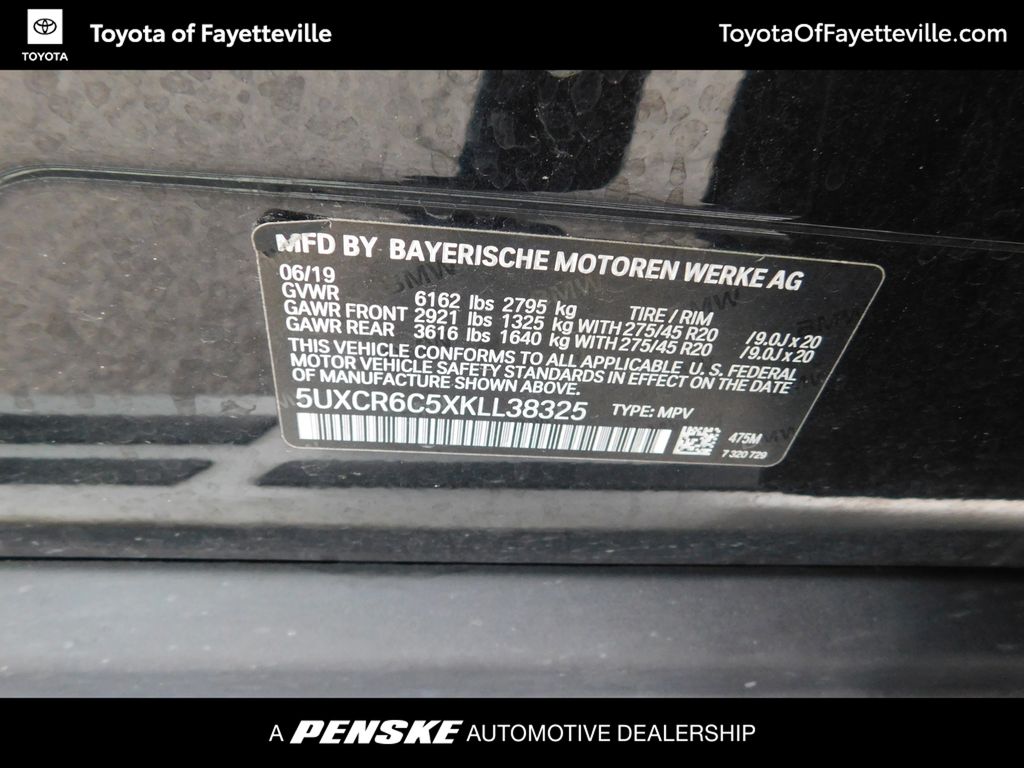 TOYOTA
Toyota of Fayetteville
ToyotaOfFayetteville.com
MFD BY BAYERISCHE MOTOREN WERKE AG
06/19
GVWR 6162 lbs 2795 kg TIRE / RIM
GAWR FRONT 2921 lbs 1325 kg WITH 275/45 R20 /9.0J x 20
GAWR REAR 3616 lbs 1640 kg WITH 275/45 R20 /9.0J x 20
THIS VEHICLE CONFORMS TO ALL APPLICABLE U. S. FEDERAL
MOTOR VEHICLE SAFETY STANDARDS IN EFFECT ON THE DATE
OF MANUFACTURE SHOWN ABOVE.
5UXCR6C5XKLL38325 TYPE: MPV
475M
7 320 729
A PENSKE AUTOMOTIVE DEALERSHIP